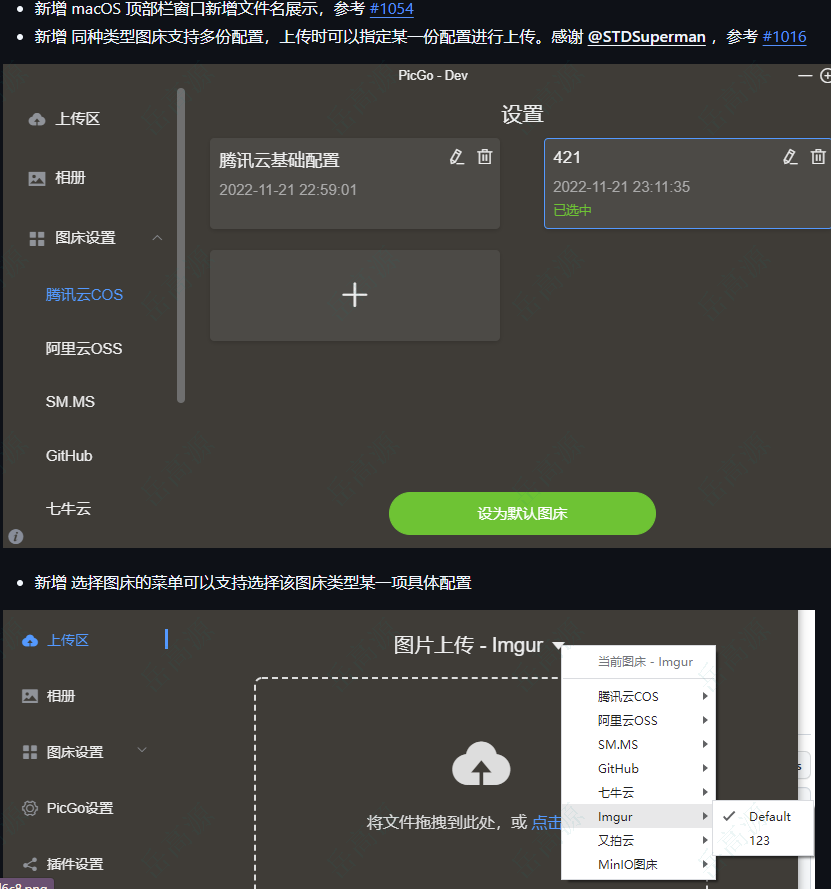 新增 macOS 顶部栏窗口新增文件名展示，参考 #1054
新增 同种类型图床支持多份配置，上传时可以指定某一份配置进行上传。感谢 @STDSuperman ，参考 #1016
PicGo - Dev
上传区
相册
图床设置
腾讯云COS
阿里云OSS
SM.MS
GitHub
七牛云
设置
腾讯云基础配置
2022-11-21 22:59:01
421
2022-11-21 23:11:35
已选中
设为默认图床
新增 选择图床的菜单可以支持选择该图床类型某一项具体配置
上传区
相册
图床设置
PicGo设置
插件设置
图片上传 - Imgur
将文件拖拽到此处，或 点击
当前图床 - Imgur
腾讯云COS
阿里云OSS
SM.MS
GitHub
七牛云
Imgur
又拍云
MinIO图床
Default
123